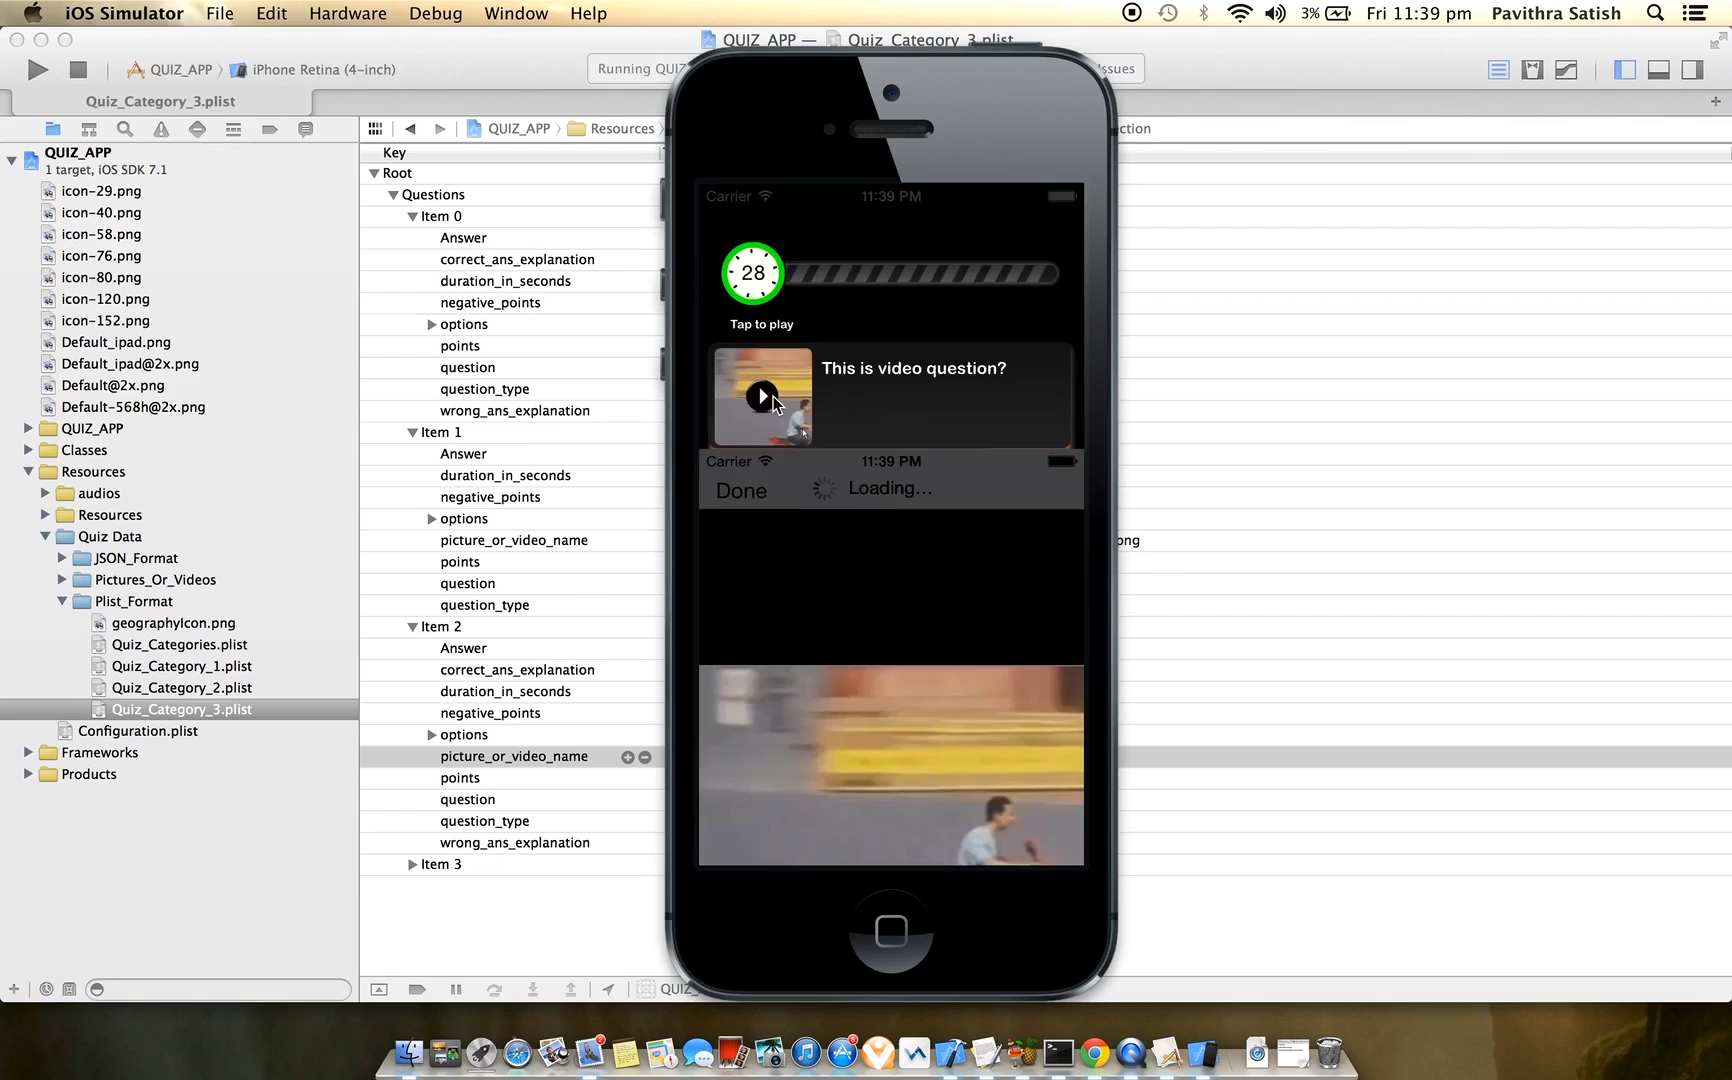 iOS Simulator File Edit Hardware Debug Window Help 3% Fri 11:39 pm Pavithra Satish
QUIZ_APP — Quiz_Category_3.plist
QUIZ_APP iPhone Retina (4-inch) Running QUIZ Issues
Quiz_Category_3.plist
QUIZ_APP Resources ction
QUIZ_APP
1 target, iOS SDK 7.1
icon-29.png
icon-40.png
icon-58.png
icon-76.png
icon-80.png
icon-120.png
icon-152.png
Default_ipad.png
Default_ipad@2x.png
Default@2x.png
Default-568h@2x.png
QUIZ_APP
Classes
Resources
audios
Resources
Quiz Data
JSON_Format
Pictures_Or_Videos
Plist_Format
geographyIcon.png
Quiz_Categories.plist
Quiz_Category_1.plist
Quiz_Category_2.plist
Quiz_Category_3.plist
Configuration.plist
Frameworks
Products
Key
Root
Questions
Item 0
Answer
correct_ans_explanation
duration_in_seconds
negative_points
options
points
question
question_type
wrong_ans_explanation
Item 1
Answer
duration_in_seconds
negative_points
options
picture_or_video_name png
points
question
question_type
Item 2
Answer
correct_ans_explanation
duration_in_seconds
negative_points
options
picture_or_video_name
points
question
question_type
wrong_ans_explanation
Item 3
QUIZ_
Carrier 11:39 PM
28
Tap to play
This is video question?
Carrier 11:39 PM
Done Loading...